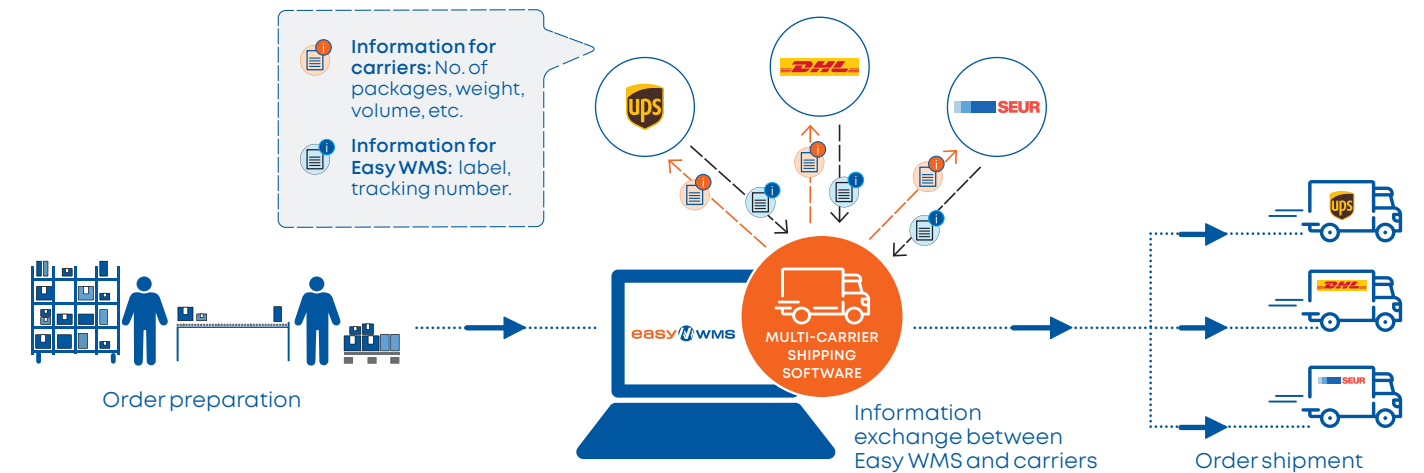 Information for
carriers: No. of
packages, weight,
volume, etc.
Information for
Easy WMS: label,
tracking number.
ups
DHL
SEUR
i
i
i
i
i
i
i
i
easy WMS
MULTI-CARRIER
SHIPPING
SOFTWARE
ups
DHL
SEUR
Order preparation
Information
exchange between
Easy WMS and carriers
Order shipment